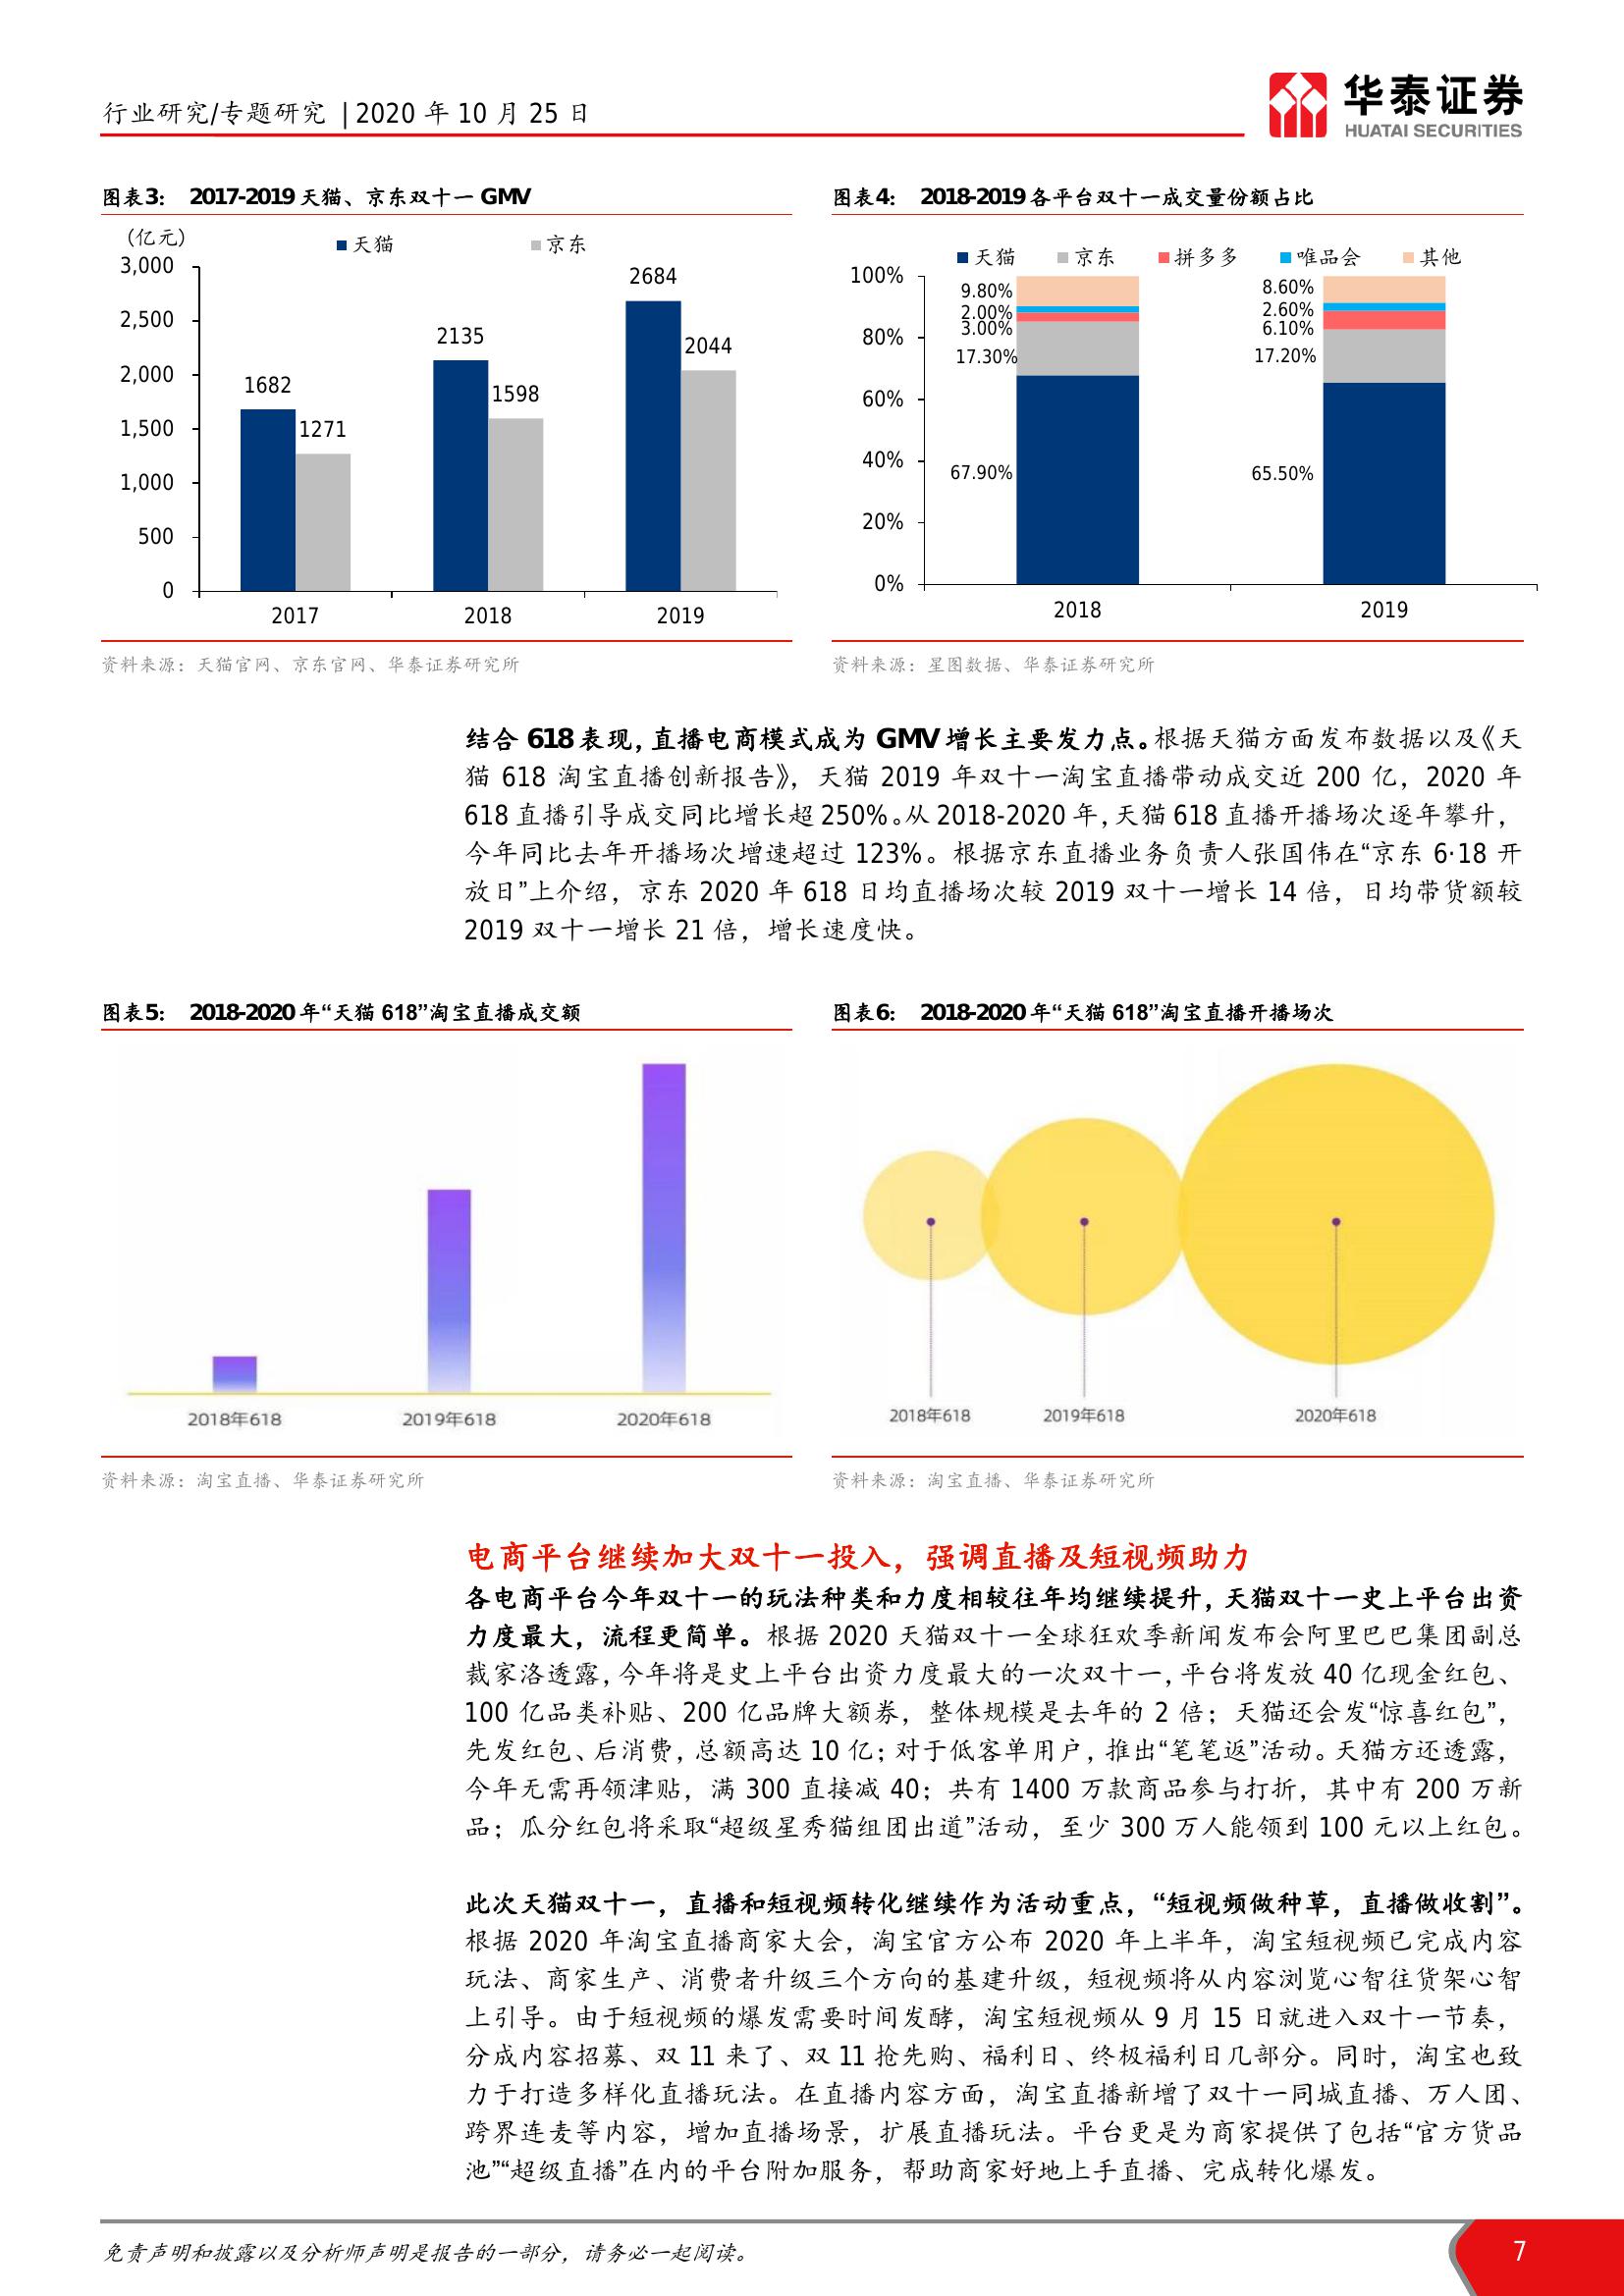 行业研究/专题研究 | 2020 年 10 月 25 日
华泰证券
HUATAI SECURITIES
图表3： 2017-2019 天猫、京东双十一 GMV
（亿元）
天猫 京东
3,000
2,500
2,000
1,500
1,000
500
0
1682
1271
2135
1598
2684
2044
2017 2018 2019
资料来源：天猫官网、京东官网、华泰证券研究所
图表4： 2018-2019 各平台双十一成交量份额占比
天猫 京东 拼多多 唯品会 其他
100%
80%
60%
40%
20%
0%
9.80%
2.00%
3.00%
17.30%
67.90%
8.60%
2.60%
6.10%
17.20%
65.50%
2018 2019
资料来源：星图数据、华泰证券研究所
结合 618 表现，直播电商模式成为 GMV 增长主要发力点。根据天猫方面发布数据以及《天
猫 618 淘宝直播创新报告》，天猫 2019 年双十一淘宝直播带动成交近 200 亿，2020 年
618 直播引导成交同比增长超 250%。从 2018-2020 年，天猫 618 直播开播场次逐年攀升，
今年同比去年开播场次增速超过 123%。根据京东直播业务负责人张国伟在“京东 6·18 开
放日”上介绍，京东 2020 年 618 日均直播场次较 2019 双十一增长 14 倍，日均带货额较
2019 双十一增长 21 倍，增长速度快。
图表5： 2018-2020 年“天猫 618”淘宝直播成交额
2018年618 2019年618 2020年618
资料来源：淘宝直播、华泰证券研究所
图表6： 2018-2020 年“天猫 618”淘宝直播开播场次
2018年618 2019年618 2020年618
资料来源：淘宝直播、华泰证券研究所
电商平台继续加大双十一投入，强调直播及短视频助力
各电商平台今年双十一的玩法种类和力度相较往年均继续提升，天猫双十一史上平台出资
力度最大，流程更简单。根据 2020 天猫双十一全球狂欢季新闻发布会阿里巴巴集团副总
裁家洛透露，今年将是史上平台出资力度最大的一次双十一，平台将发放 40 亿现金红包、
100 亿品类补贴、200 亿品牌大额券，整体规模是去年的 2 倍；天猫还会发“惊喜红包”，
先发红包、后消费，总额高达 10 亿；对于低客单用户，推出“笔笔返”活动。天猫方还透露，
今年无需再领津贴，满 300 直接减 40；共有 1400 万款商品参与打折，其中有 200 万新
品；瓜分红包将采取“超级星秀猫组团出道”活动，至少 300 万人能领到 100 元以上红包。
此次天猫双十一，直播和短视频转化继续作为活动重点，“短视频做种草，直播做收割”。
根据 2020 年淘宝直播商家大会，淘宝官方公布 2020 年上半年，淘宝短视频已完成内容
玩法、商家生产、消费者升级三个方向的基建升级，短视频将从内容浏览心智往货架心智
上引导。由于短视频的爆发需要时间发酵，淘宝短视频从 9 月 15 日就进入双十一节奏，
分成内容招募、双 11 来了、双 11 抢先购、福利日、终极福利日几部分。同时，淘宝也致
力于打造多样化直播玩法。在直播内容方面，淘宝直播新增了双十一同城直播、万人团、
跨界连麦等内容，增加直播场景，扩展直播玩法。平台更是为商家提供了包括“官方货品
池”“超级直播”在内的平台附加服务，帮助商家好地上手直播、完成转化爆发。
免责声明和披露以及分析师声明是报告的一部分，请务必一起阅读。
7